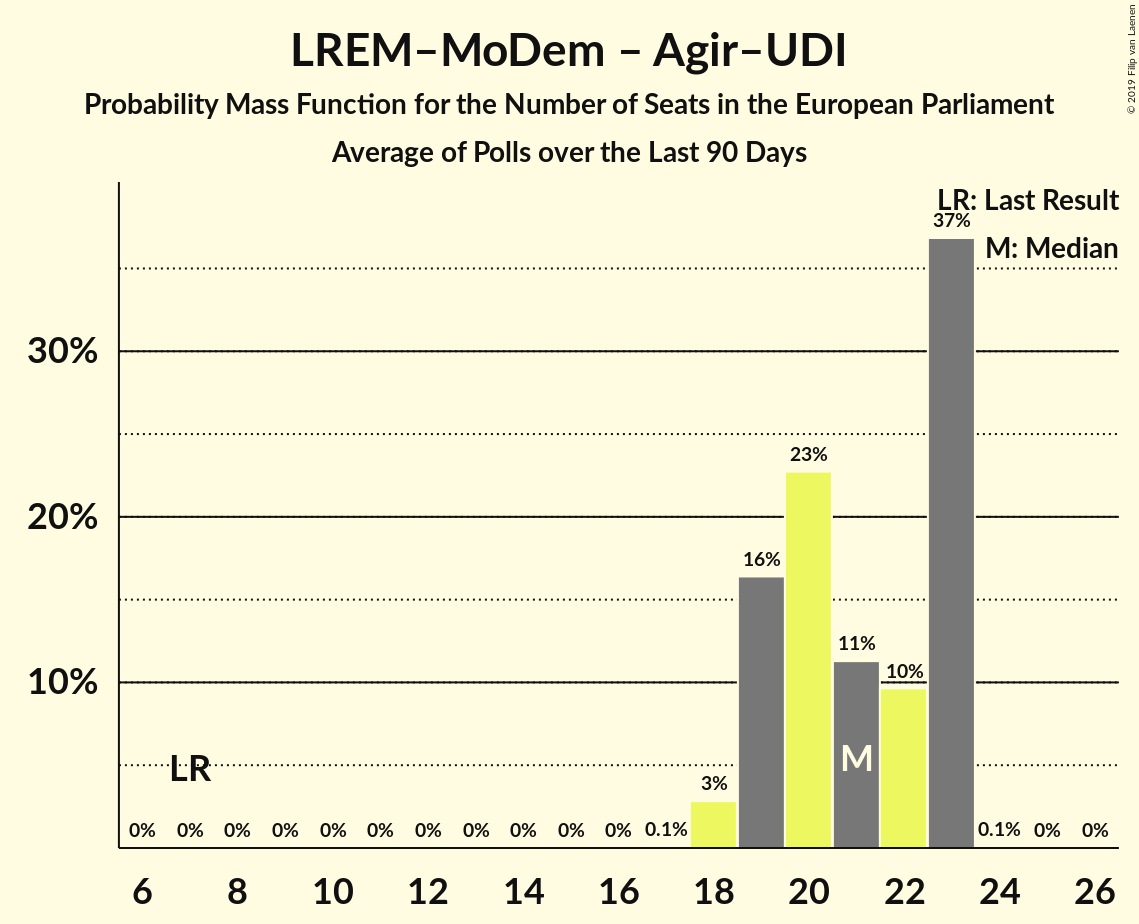 LREM–MoDem – Agir–UDI
Probability Mass Function for the Number of Seats in the European Parliament
Average of Polls over the Last 90 Days
© 2019 Filip van Laenen
LR: Last Result
M: Median
37%
30%
23%
20%
16%
11%
10%
10%
M
LR
3%
0% 0% 0% 0% 0% 0% 0% 0% 0% 0% 0% 0.1% 0.1% 0% 0%
6 8 10 12 14 16 18 20 22 24 26